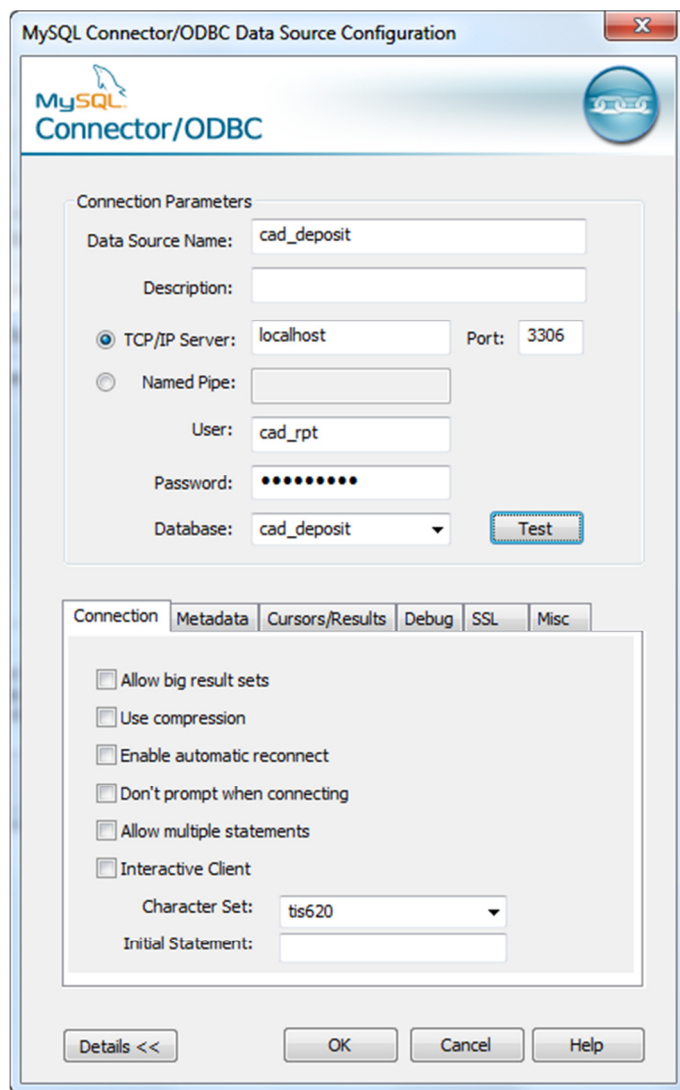 MySQL Connector/ODBC Data Source Configuration
MySQL
Connector/ODBC
Connection Parameters
Data Source Name: cad_deposit
Description:
TCP/IP Server: localhost Port: 3306
Named Pipe:
User: cad_rpt
Password: •••••••••
Database: cad_deposit Test
Connection Metadata Cursors/Results Debug SSL Misc
Allow big result sets
Use compression
Enable automatic reconnect
Don't prompt when connecting
Allow multiple statements
Interactive Client
Character Set: tis620
Initial Statement:
Details << OK Cancel Help